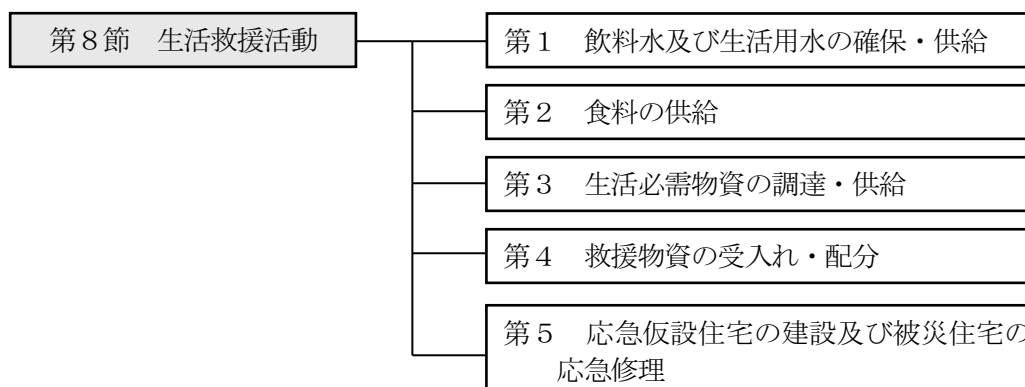 第８節　生活救援活動
第１　飲料水及び生活用水の確保・供給
第２　食料の供給
第３　生活必需物資の調達・供給
第４　救援物資の受入れ・配分
第５　応急仮設住宅の建設及び被災住宅の
応急修理